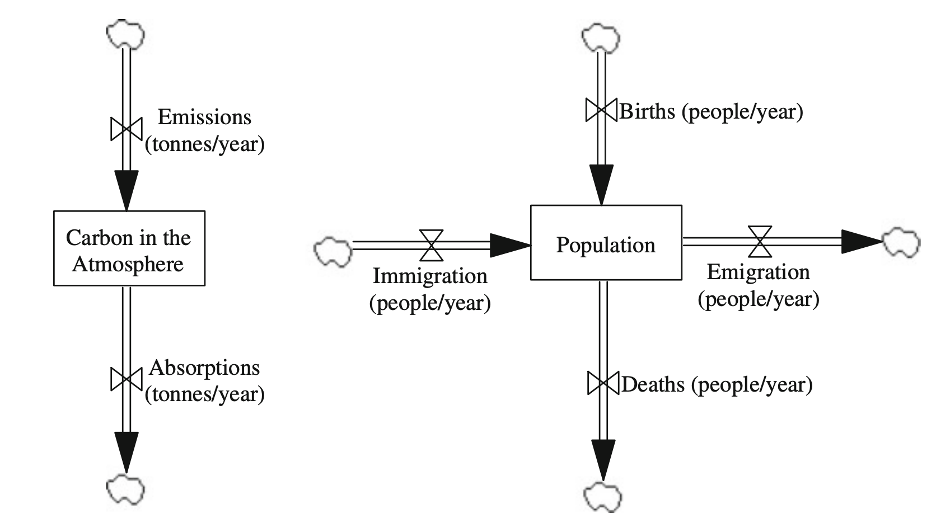 Emissions
(tonnes/year)
Carbon in the
Atmosphere
Absorptions
(tonnes/year)
Births (people/year)
Immigration
(people/year)
Population
Emigration
(people/year)
Deaths (people/year)